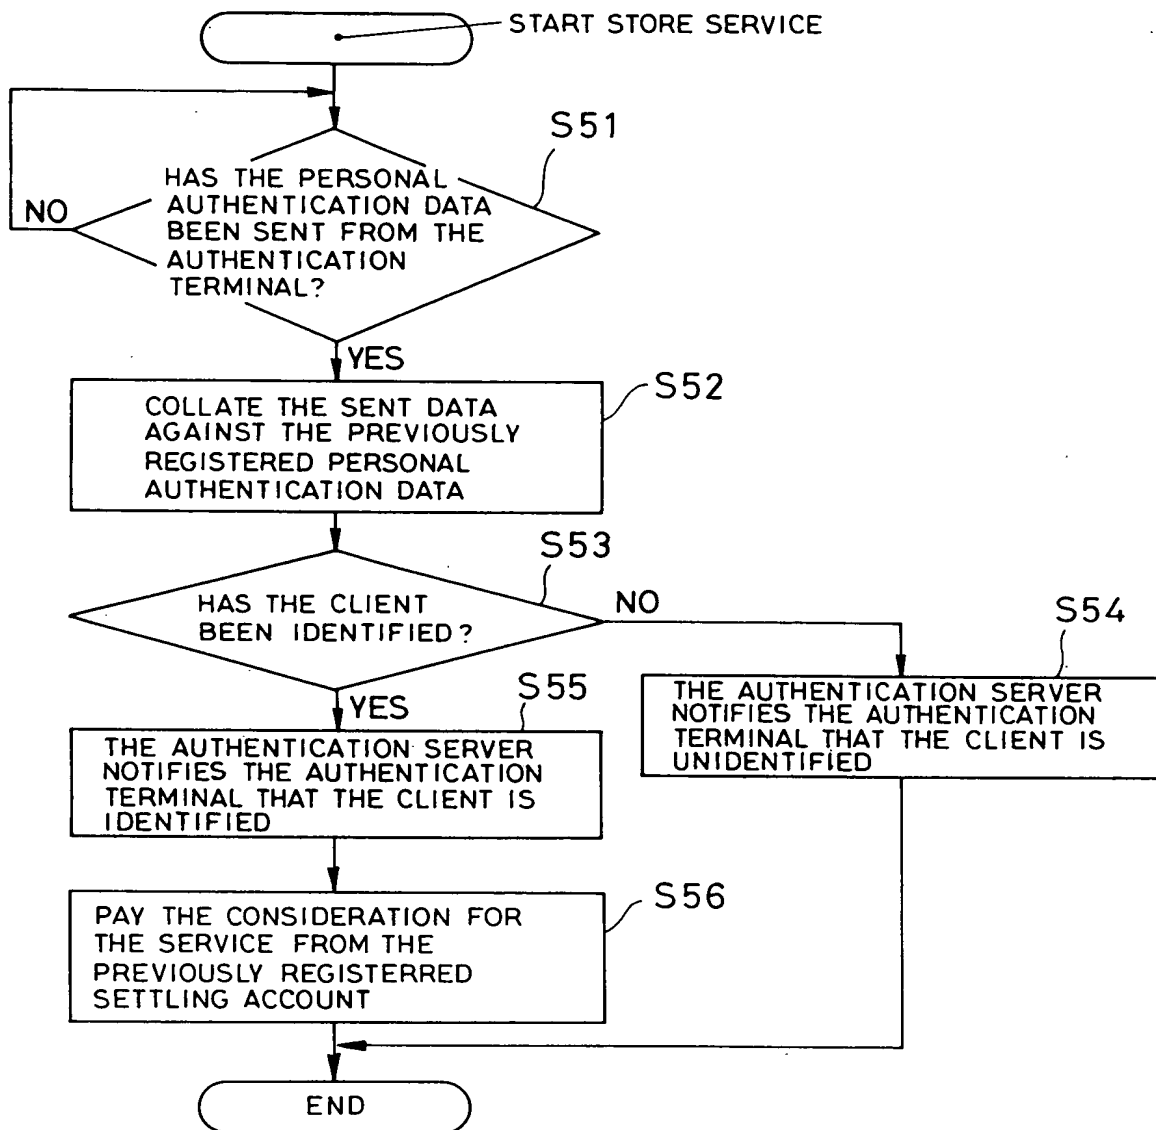 START STORE SERVICE
S51
HAS THE PERSONAL
AUTHENTICATION DATA
BEEN SENT FROM THE
AUTHENTICATION
TERMINAL?
NO
YES
S52
COLLATE THE SENT DATA
AGAINST THE PREVIOUSLY
REGISTERED PERSONAL
AUTHENTICATION DATA
S53
HAS THE CLIENT
BEEN IDENTIFIED?
NO
S54
THE AUTHENTICATION SERVER
NOTIFIES THE AUTHENTICATION
TERMINAL THAT THE CLIENT IS
UNIDENTIFIED
YES
S55
THE AUTHENTICATION SERVER
NOTIFIES THE AUTHENTICATION
TERMINAL THAT THE CLIENT IS
IDENTIFIED
S56
PAY THE CONSIDERATION FOR
THE SERVICE FROM THE
PREVIOUSLY REGISTERRED
SETTLING ACCOUNT
END